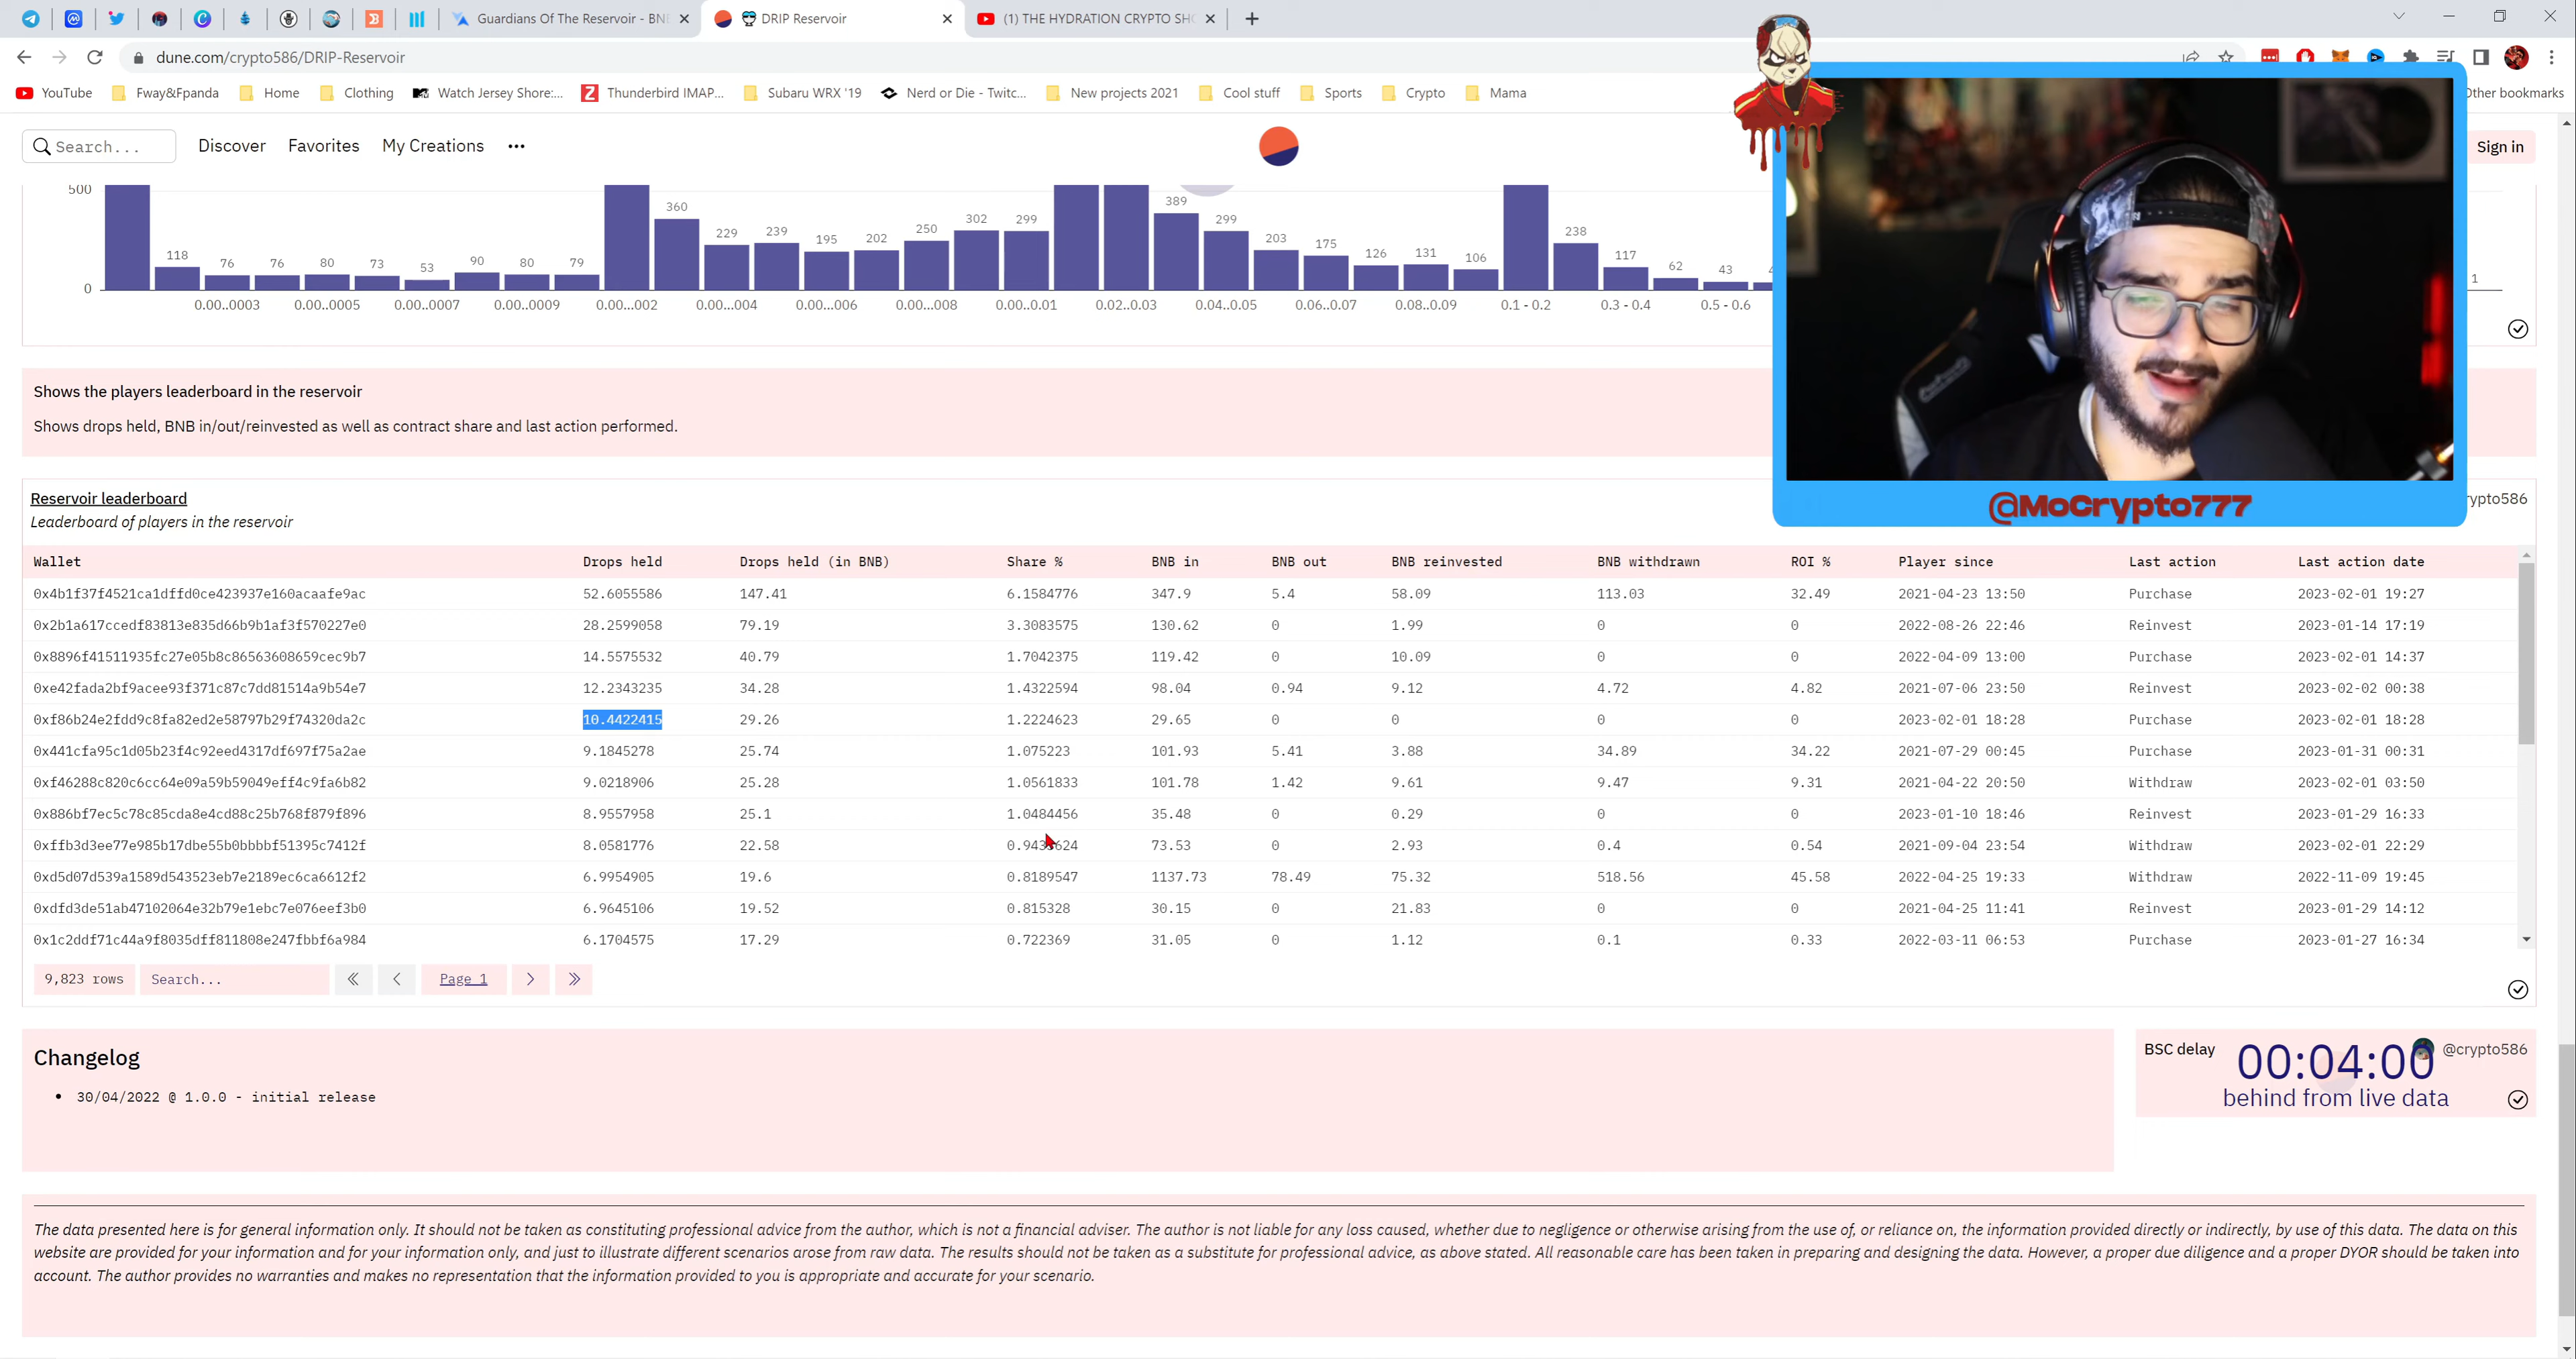 Guardians Of The Reservoir - BN
DRIP Reservoir
(1) THE HYDRATION CRYPTO SH
dune.com/crypto586/DRIP-Reservoir
YouTube Fway&Fpanda Home Clothing Watch Jersey Shore:... Thunderbird IMAP... Subaru WRX '19 Nerd or Die - Twitc... New projects 2021 Cool stuff Sports Crypto Mama Other bookmarks
Search... Discover Favorites My Creations Sign in
500
360 389
229 239 195 202 250 302 299 299 203 175 126 131 106 238 117 62 43
118 76 76 80 73 53 90 80 79 1
0
0.00..0003 0.00..0005 0.00..0007 0.00..0009 0.00...002 0.00...004 0.00...006 0.00...008 0.00...0.01 0.02..0.03 0.04..0.05 0.06..0.07 0.08..0.09 0.1 - 0.2 0.3 - 0.4 0.5 - 0.6
Shows the players leaderboard in the reservoir
Shows drops held, BNB in/out/reinvested as well as contract share and last action performed.
@MoCrypto777
Reservoir leaderboard ypto586
Leaderboard of players in the reservoir
Wallet Drops held Drops held (in BNB) Share % BNB in BNB out BNB reinvested BNB withdrawn ROI % Player since Last action Last action date
0x4b1f37f4521ca1dffd0ce423937e160acaafe9ac 52.6055586 147.41 6.1584776 347.9 5.4 58.09 113.03 32.49 2021-04-23 13:50 Purchase 2023-02-01 19:27
0x2b1a617ccedf83813e835d66b9b1af3f570227e0 28.2599058 79.19 3.3083575 130.62 0 1.99 0 0 2022-08-26 22:46 Reinvest 2023-01-14 17:19
0x8896f41511935fc27e05b8c86563608659cec9b7 14.5575532 40.79 1.7042375 119.42 0 10.09 0 0 2022-04-09 13:00 Purchase 2023-02-01 14:37
0xe42fada2bf9acee93f371c87c7dd81514a9b54e7 12.2343235 34.28 1.4322594 98.04 0.94 9.12 4.72 4.82 2021-07-06 23:50 Reinvest 2023-02-02 00:38
0xf86b24e2fdd9c8fa82ed2e58797b29f74320da2c 10.4422415 29.26 1.2224623 29.65 0 0 0 0 2023-02-01 18:28 Purchase 2023-02-01 18:28
0x441cfa95c1d05b23f4c92eed4317df697f75a2ae 9.1845278 25.74 1.075223 101.93 5.41 3.88 34.89 34.22 2021-07-29 00:45 Purchase 2023-01-31 00:31
0xf46288c820c6cc64e09a59b59049eff4c9fa6b82 9.0218906 25.28 1.0561833 101.78 1.42 9.61 9.47 9.31 2021-04-22 20:50 Withdraw 2023-02-01 03:50
0x886bf7ec5c78c85cda8e4cd88c25b768f879f896 8.9557958 25.1 1.0484456 35.48 0 0.29 0 0 2023-01-10 18:46 Reinvest 2023-01-29 16:33
0xffb3d3ee77e985b17dbe55b0bbbbf51395c7412f 8.0581776 22.58 73.53 0 2.93 0.4 0.54 2021-09-04 23:54 Withdraw 2023-02-01 22:29
0xd5d07d539a1589d543523eb7e2189ec6ca6612f2 6.9954905 19.6 0.8189547 1137.73 78.49 75.32 518.56 45.58 2022-04-25 19:33 Withdraw 2022-11-09 19:45
0xdfd3de51ab47102064e32b79e1ebc7e076eef3b0 6.9645106 19.52 0.815328 30.15 0 21.83 0 0 2021-04-25 11:41 Reinvest 2023-01-29 14:12
0x1c2ddf71c44a9f8035dff811808e247fbbf6a984 6.1704575 17.29 0.722369 31.05 0 1.12 0.1 0.33 2022-03-11 06:53 Purchase 2023-01-27 16:34
9,823 rows Search... Page 1
Changelog
• 30/04/2022 @ 1.0.0 - initial release
BSC delay 00:04:00 @crypto586
behind from live data
The data presented here is for general information only. It should not be taken as constituting professional advice from the author, which is not a financial adviser. The author is not liable for any loss caused, whether due to negligence or otherwise arising from the use of, or reliance on, the information provided directly or indirectly, by use of this data. The data on this
website are provided for your information and for your information only, and just to illustrate different scenarios arose from raw data. The results should not be taken as a substitute for professional advice, as above stated. All reasonable care has been taken in preparing and designing the data. However, a proper due diligence and a proper DYOR should be taken into
account. The author provides no warranties and makes no representation that the information provided to you is appropriate and accurate for your scenario.